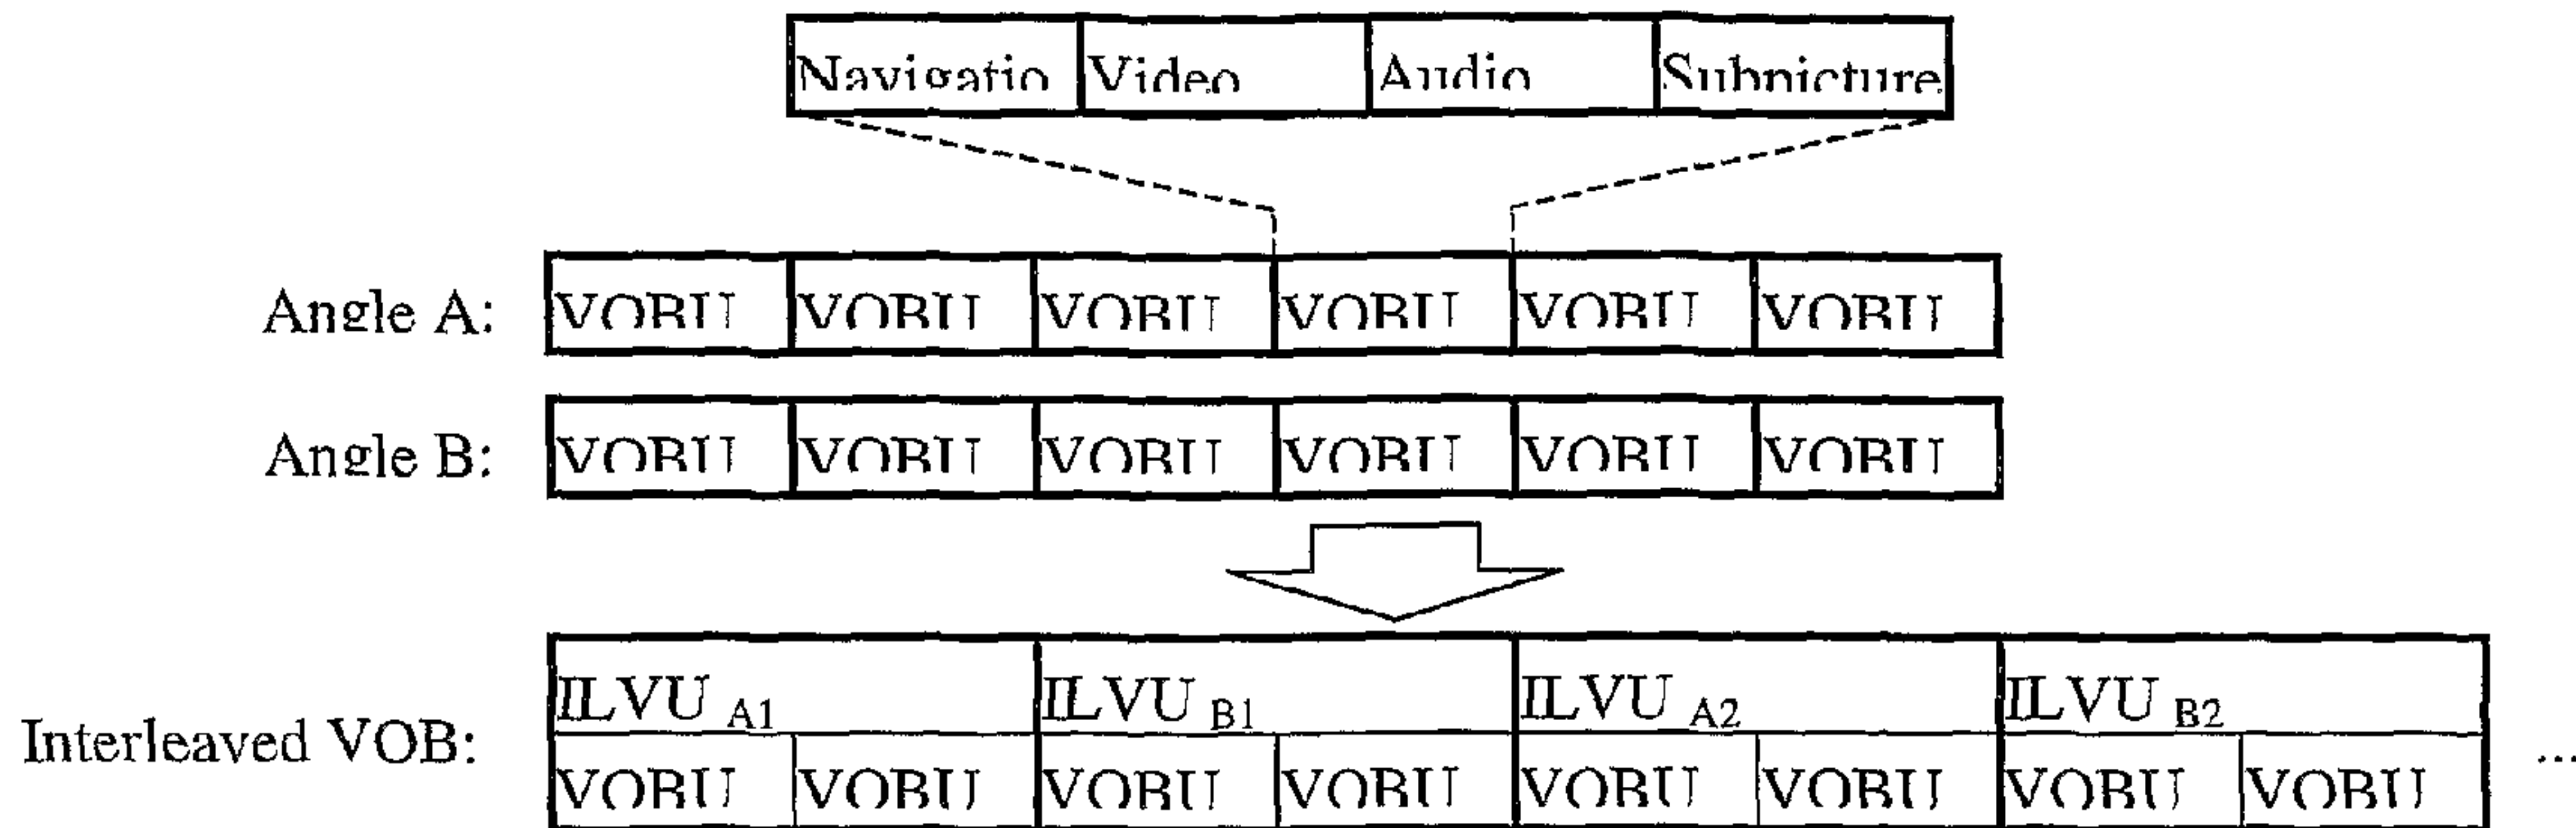 Navigatio Video Audio Subpicture
Angle A: VOBU VOBU VOBU VOBU VOBU VOBU
Angle B: VOBU VOBU VOBU VOBU VOBU VOBU
ILVU A1 ILVU B1 ILVU A2 ILVU B2
Interleaved VOB:
VOBU VOBU VOBU VOBU VOBU VOBU VOBU VOBU ...